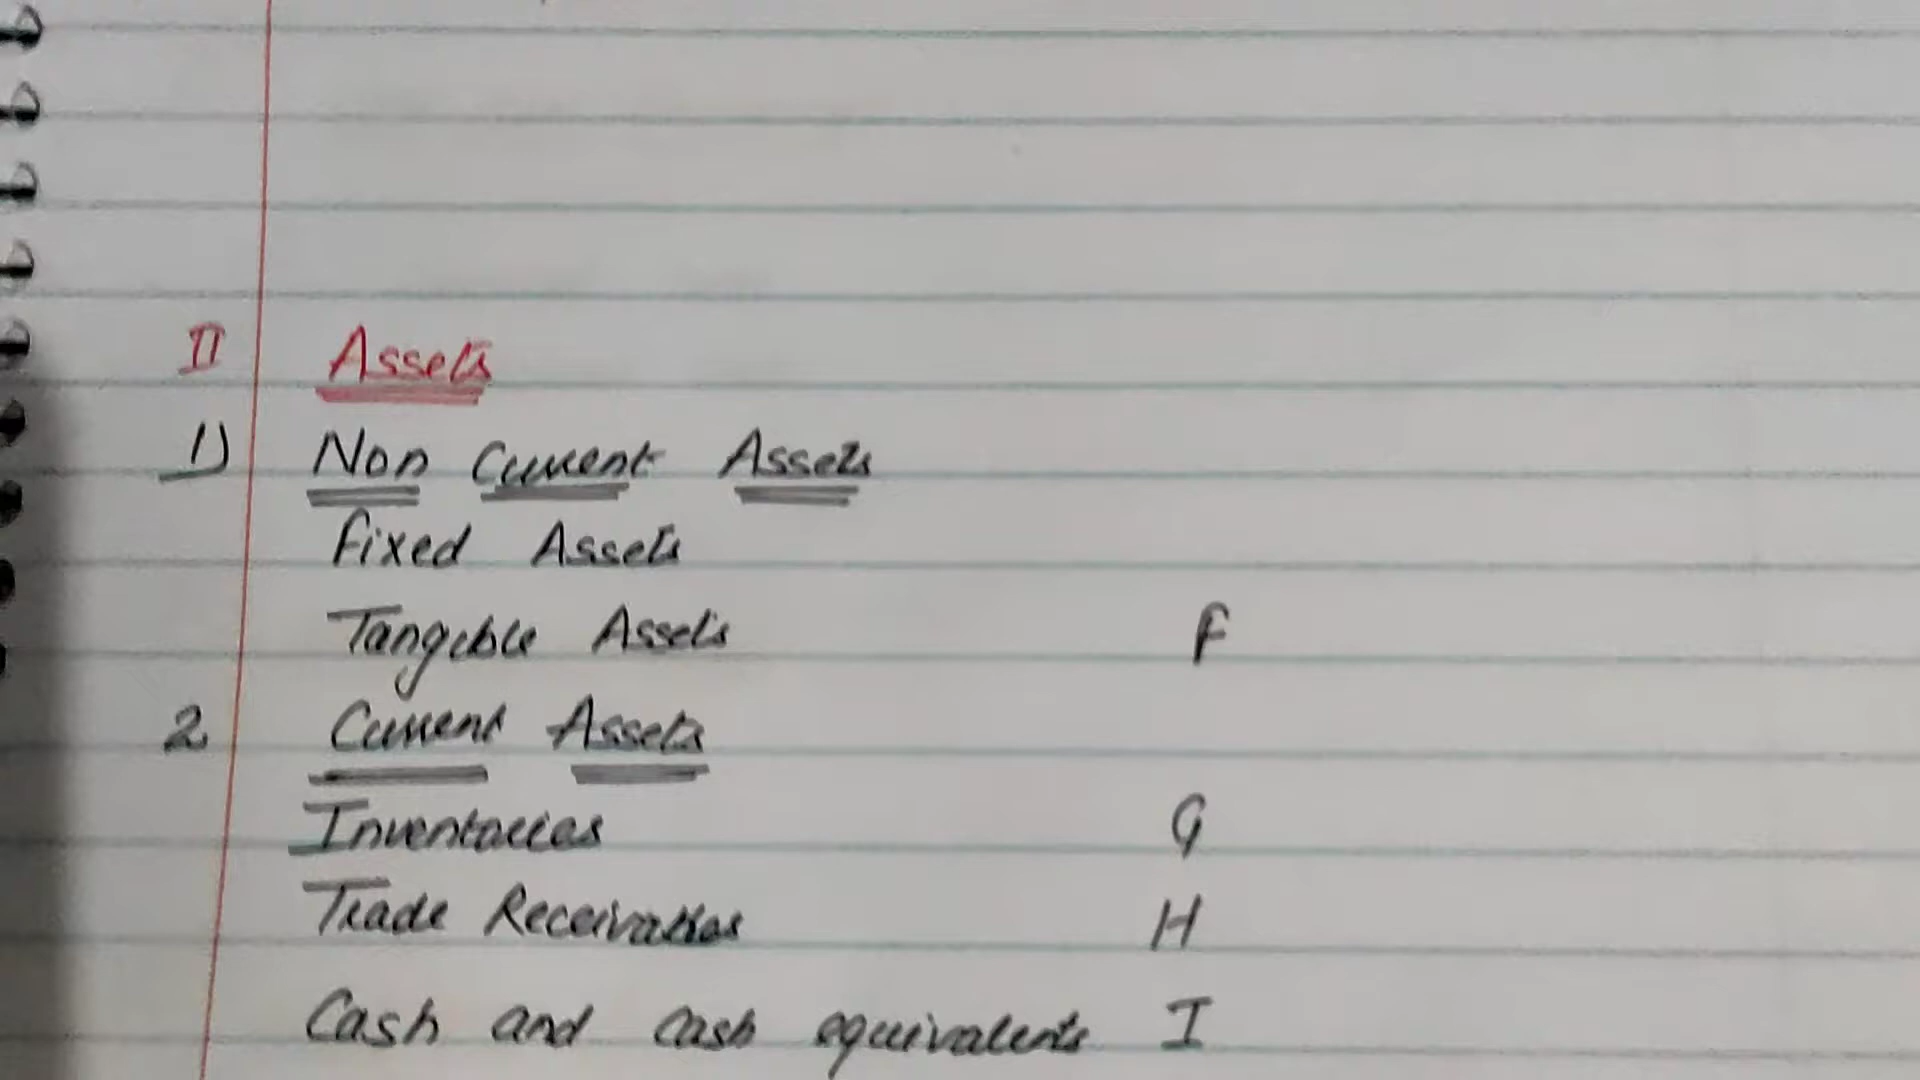 II Assets
1) Non Current Assets
Fixed Assets
Tangible Assets F
2 Current Assets
Inventories G
Trade Receivables H
Cash and cash equivalents I